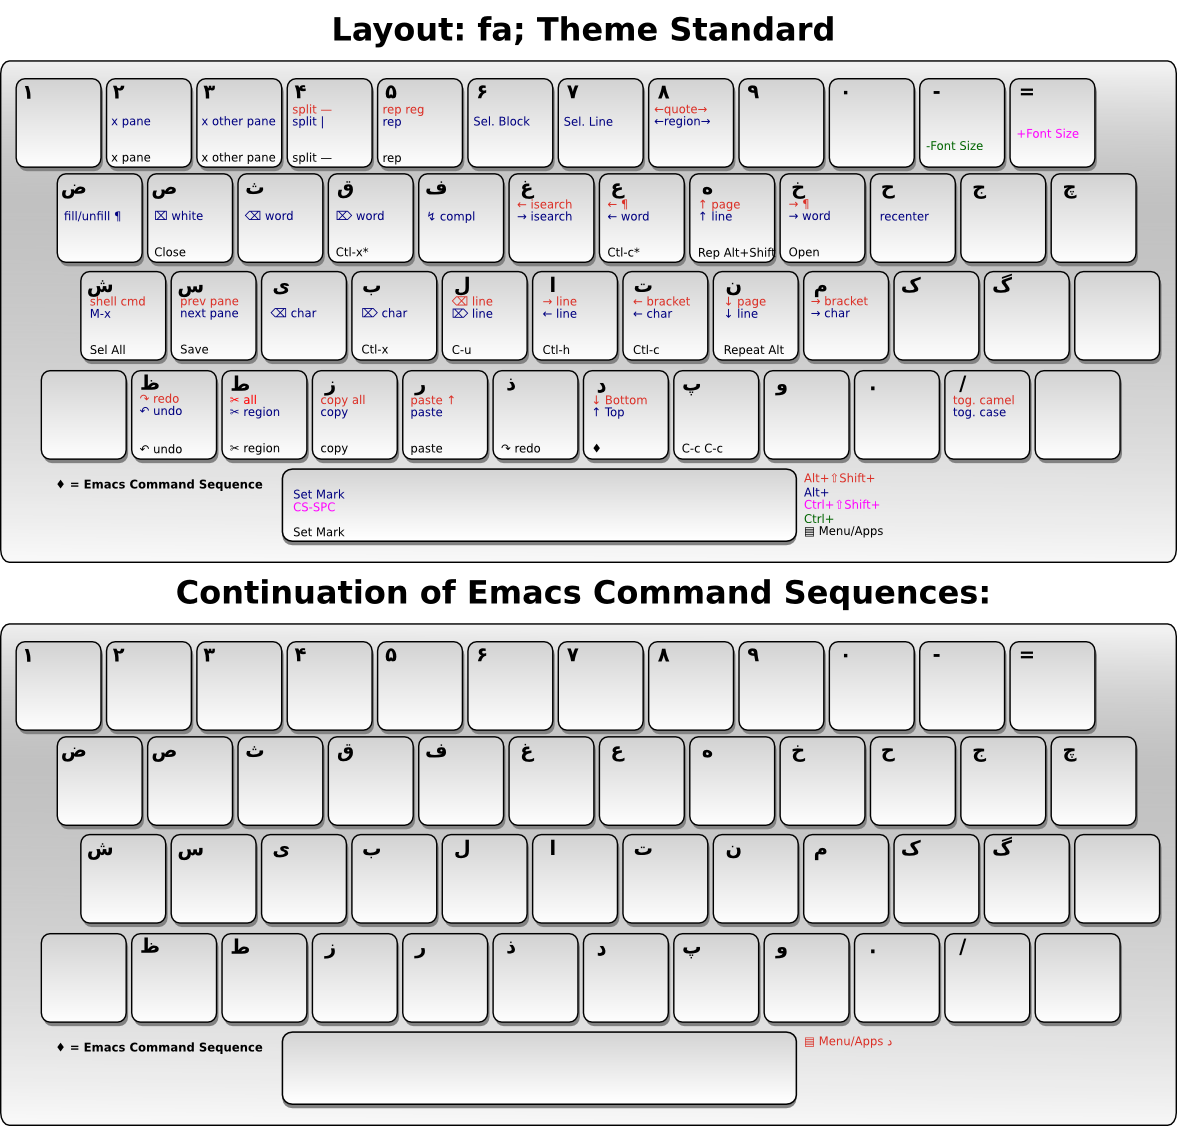 Layout: fa; Theme Standard
۱ ۲ ۳ ۴ ۵ ۶ ۷ ۸ ۹ ۰ - =
split — rep reg ←quote→
x pane x other pane split | rep Sel. Block Sel. Line ←region→
+Font Size
-Font Size
x pane x other pane split — rep
ض ص ث ق ف غ ع ه خ ح ج چ
← isearch ← ¶ ↑ page → ¶
fill/unfill ¶ ⌧ white ⌫ word ⌦ word ↯ compl → isearch ← word ↑ line → word recenter
Close Ctl-x* Ctl-c* Rep Alt+Shift Open
ش س ی ب ل ا ت ن م ک گ
shell cmd prev pane ⌫ line → line ← bracket ↓ page → bracket
M-x next pane ⌫ char ⌦ char ⌦ line ← line ← char ↓ line → char
Sel All Save Ctl-x C-u Ctl-h Ctl-c Repeat Alt
ظ ط ز ر ذ د پ و . /
↷ redo ✂ all copy all paste ↑ ↓ Bottom tog. camel
↶ undo ✂ region copy paste ↑ Top tog. case
↶ undo ✂ region copy paste ↷ redo ♦ C-c C-c
♦ = Emacs Command Sequence
Set Mark
CS-SPC
Set Mark
Alt+⇧Shift+
Alt+
Ctrl+⇧Shift+
Ctrl+
▤ Menu/Apps
Continuation of Emacs Command Sequences:
۱ ۲ ۳ ۴ ۵ ۶ ۷ ۸ ۹ ۰ - =
ض ص ث ق ف غ ع ه خ ح ج چ
ش س ی ب ل ا ت ن م ک گ
ظ ط ز ر ذ د پ و . /
♦ = Emacs Command Sequence
▤ Menu/Apps د